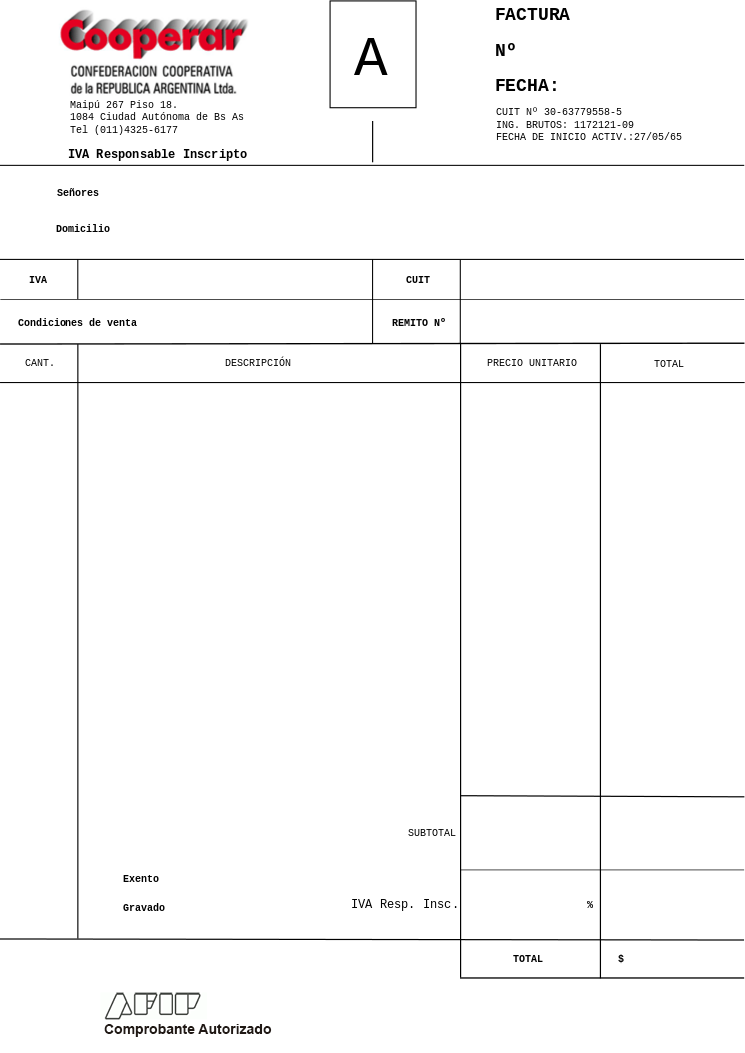 Cooperar
CONFEDERACION COOPERATIVA
de la REPUBLICA ARGENTINA Ltda.
Maipú 267 Piso 18.
1084 Ciudad Autónoma de Bs As
Tel (011)4325-6177
IVA Responsable Inscripto
A
FACTURA
Nº
FECHA:
CUIT Nº 30-63779558-5
ING. BRUTOS: 1172121-09
FECHA DE INICIO ACTIV.:27/05/65
Señores
Domicilio
IVA CUIT
Condiciones de venta REMITO Nº
CANT. DESCRIPCIÓN PRECIO UNITARIO TOTAL
SUBTOTAL
Exento
Gravado IVA Resp. Insc. %
TOTAL $
AFIP
Comprobante Autorizado